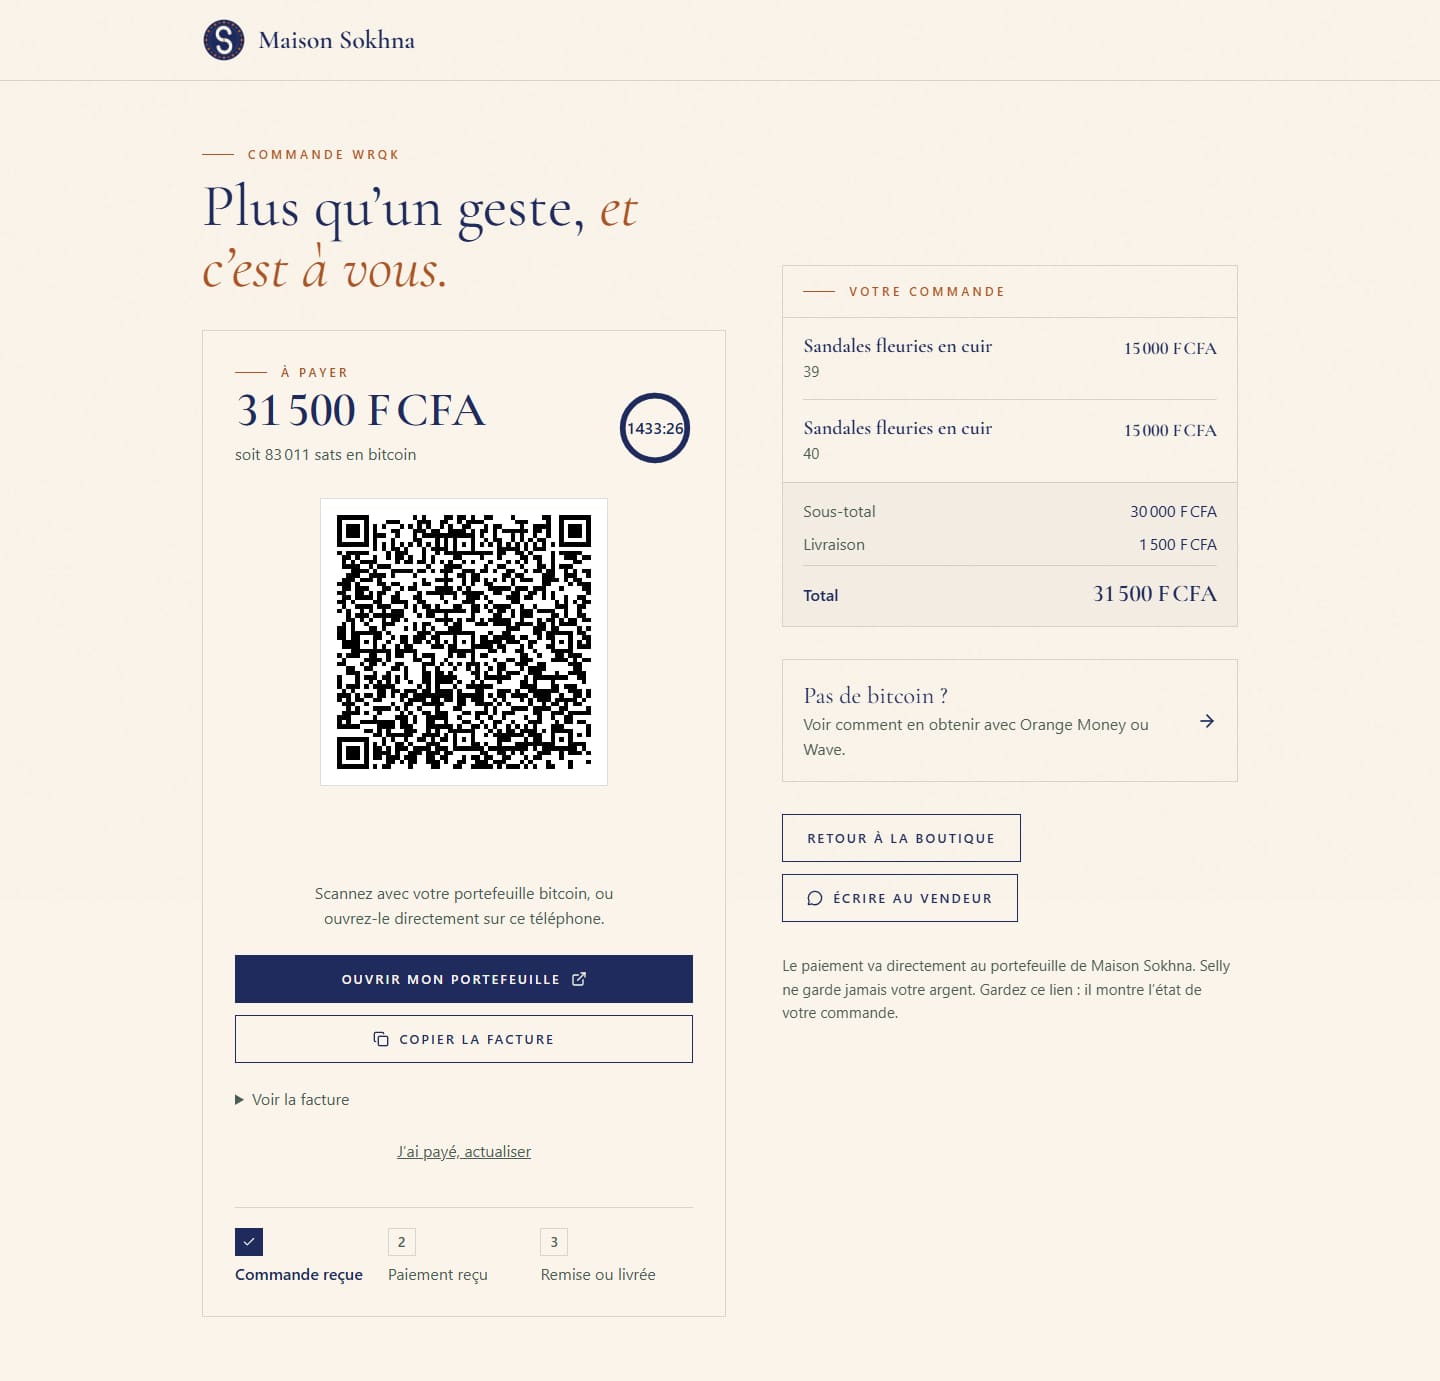 Maison Sokhna
COMMANDE WRQK
Plus qu’un geste, et
c’est à vous.
À PAYER
31 500 F CFA
soit 83 011 sats en bitcoin
1433:26
Scannez avec votre portefeuille bitcoin, ou
ouvrez-le directement sur ce téléphone.
OUVRIR MON PORTEFEUILLE
COPIER LA FACTURE
Voir la facture
J’ai payé, actualiser
Commande reçue
2
Paiement reçu
3
Remise ou livrée
VOTRE COMMANDE
Sandales fleuries en cuir 15 000 F CFA
39
Sandales fleuries en cuir 15 000 F CFA
40
Sous-total 30 000 F CFA
Livraison 1 500 F CFA
Total 31 500 F CFA
Pas de bitcoin ?
Voir comment en obtenir avec Orange Money ou
Wave.
RETOUR À LA BOUTIQUE
ÉCRIRE AU VENDEUR
Le paiement va directement au portefeuille de Maison Sokhna. Selly
ne garde jamais votre argent. Gardez ce lien : il montre l’état de
votre commande.